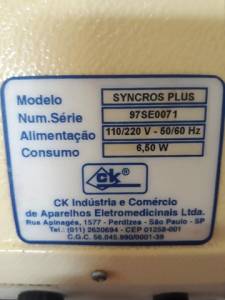 Modelo SYNCROS PLUS
Num.Série 97SE0071
Alimentação 110/220 V - 50/60 Hz
Consumo 6,50 W
ck ®
CK Indústria e Comércio
de Aparelhos Eletromedicinais Ltda.
Rua Apinagés, 1577 - Perdizes - São Paulo - SP
Tel.: (011) 2630694 - CEP 01258-001
C.G.C. 56.045.990/0001-39